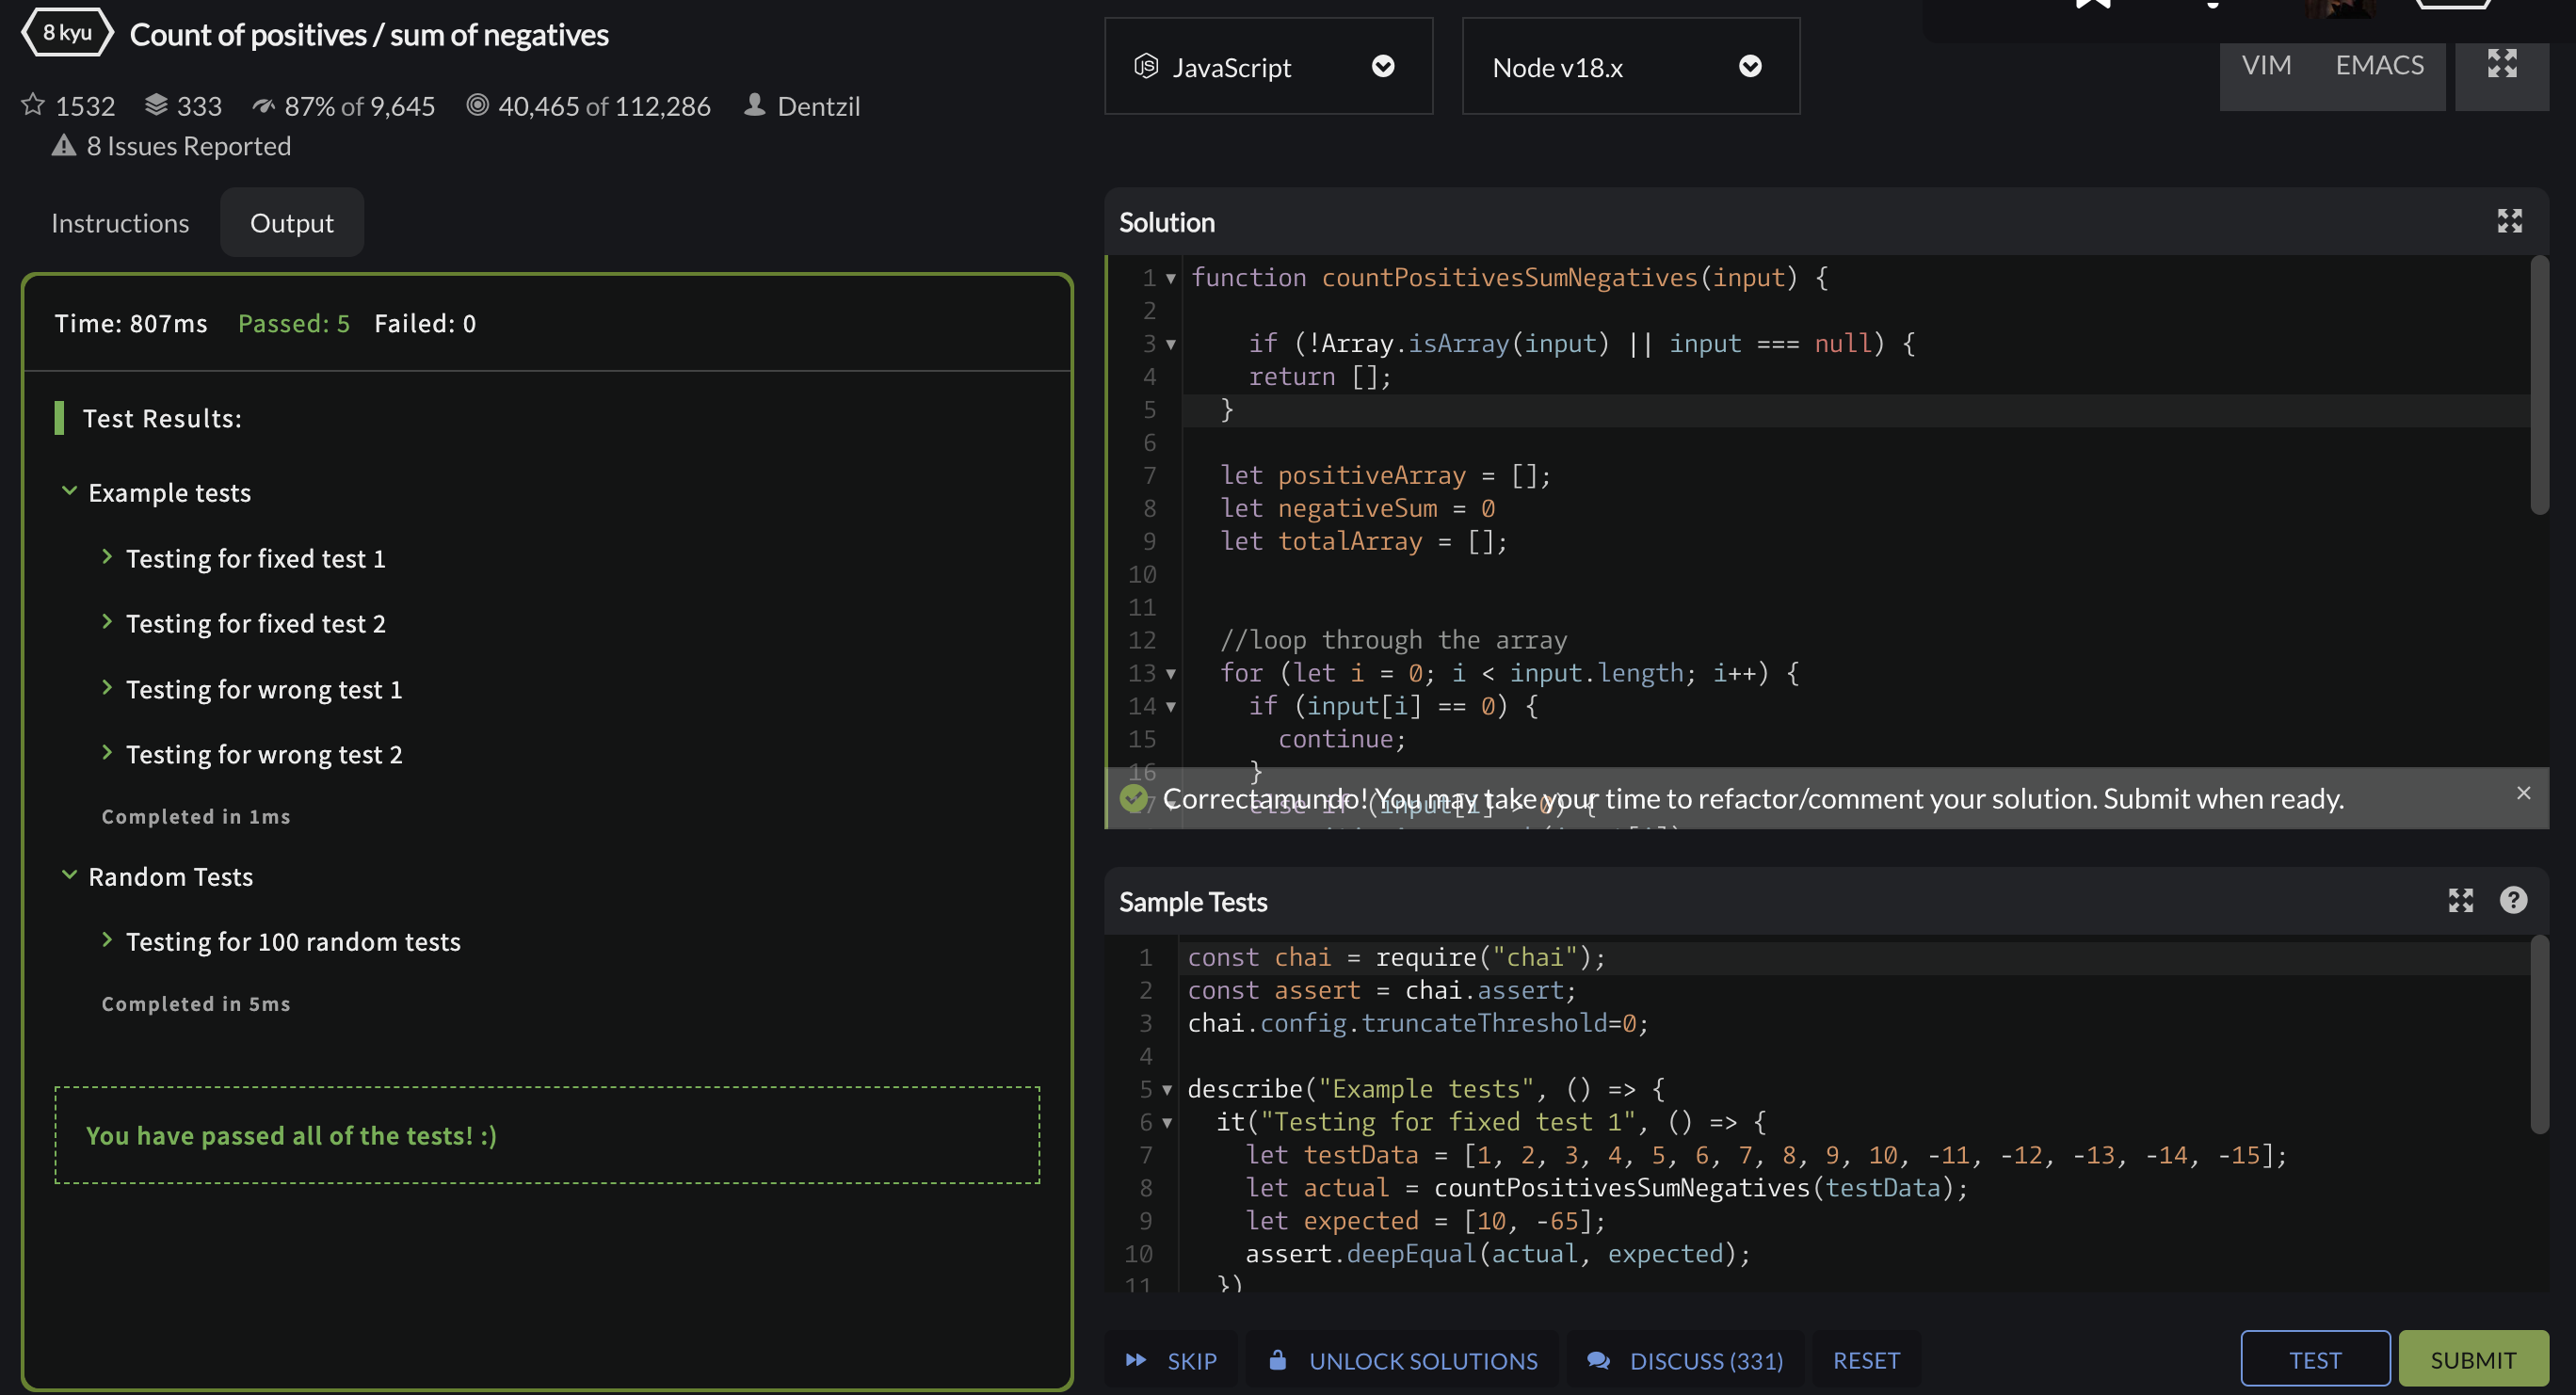 8 kyu Count of positives / sum of negatives
1532 333 87% of 9,645 40,465 of 112,286 Dentzil
8 Issues Reported
Instructions Output
Time: 807ms Passed: 5 Failed: 0
Test Results:
Example tests
Testing for fixed test 1
Testing for fixed test 2
Testing for wrong test 1
Testing for wrong test 2
Completed in 1ms
Random Tests
Testing for 100 random tests
Completed in 5ms
You have passed all of the tests! :)
JavaScript Node v18.x VIM EMACS
Solution
1 function countPositivesSumNegatives(input) {
2
3 if (!Array.isArray(input) || input === null) {
4 return [];
5 }
6
7 let positiveArray = [];
8 let negativeSum = 0
9 let totalArray = [];
10
11
12 //loop through the array
13 for (let i = 0; i < input.length; i++) {
14 if (input[i] == 0) {
15 continue;
16 }
17 else if (input[i] > 0) {
Correctamundo! You may take your time to refactor/comment your solution. Submit when ready.
Sample Tests
1 const chai = require("chai");
2 const assert = chai.assert;
3 chai.config.truncateThreshold=0;
4
5 describe("Example tests", () => {
6 it("Testing for fixed test 1", () => {
7 let testData = [1, 2, 3, 4, 5, 6, 7, 8, 9, 10, -11, -12, -13, -14, -15];
8 let actual = countPositivesSumNegatives(testData);
9 let expected = [10, -65];
10 assert.deepEqual(actual, expected);
11 })
SKIP UNLOCK SOLUTIONS DISCUSS (331) RESET TEST SUBMIT